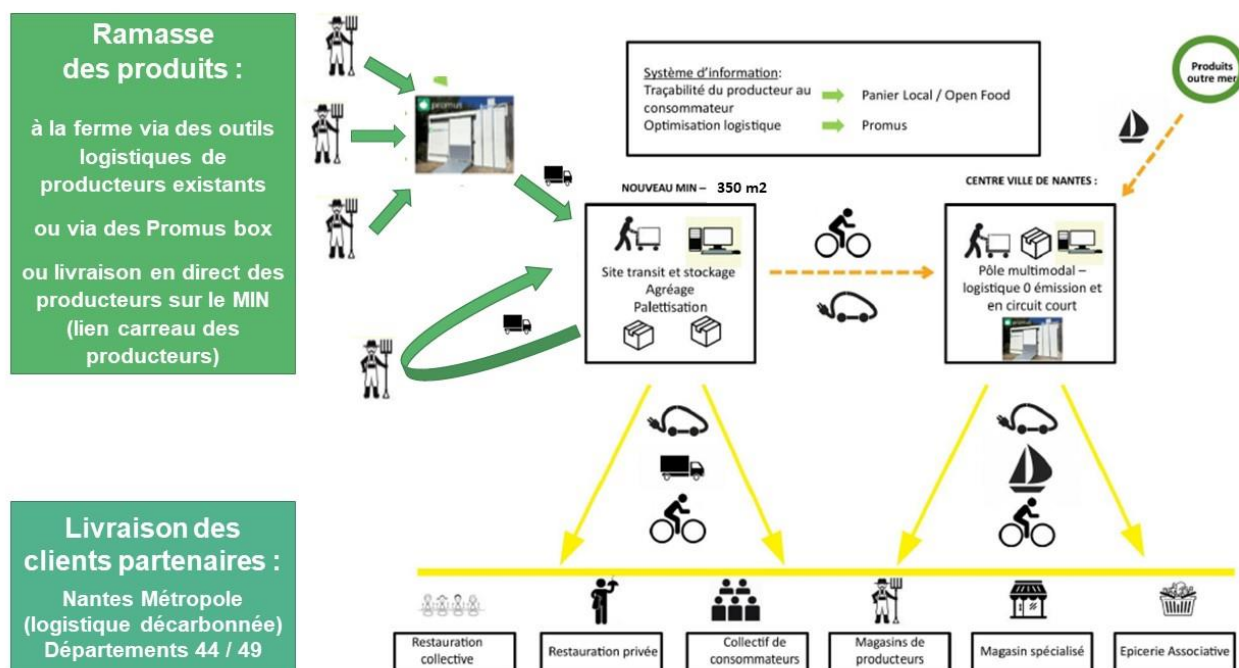 Ramasse
des produits :
à la ferme via des outils
logistiques de
producteurs existants
ou via des Promus box
ou livraison en direct des
producteurs sur le MIN
(lien carreau des
producteurs)
promus
Système d'information:
Traçabilité du producteur au
consommateur
Panier Local / Open Food
Optimisation logistique
Promus
Produits
outre mer
NOUVEAU MIN – 350 m2
Site transit et stockage
Agréage
Palettisation
CENTRE VILLE DE NANTES :
Pôle multimodal –
logistique 0 émission et
en circuit court
promus
Livraison des
clients partenaires :
Nantes Métropole
(logistique décarbonnée)
Départements 44 / 49
Restauration
collective
Restauration privée
Collectif de
consommateurs
Magasins de
producteurs
Magasin spécialisé
Epicerie Associative